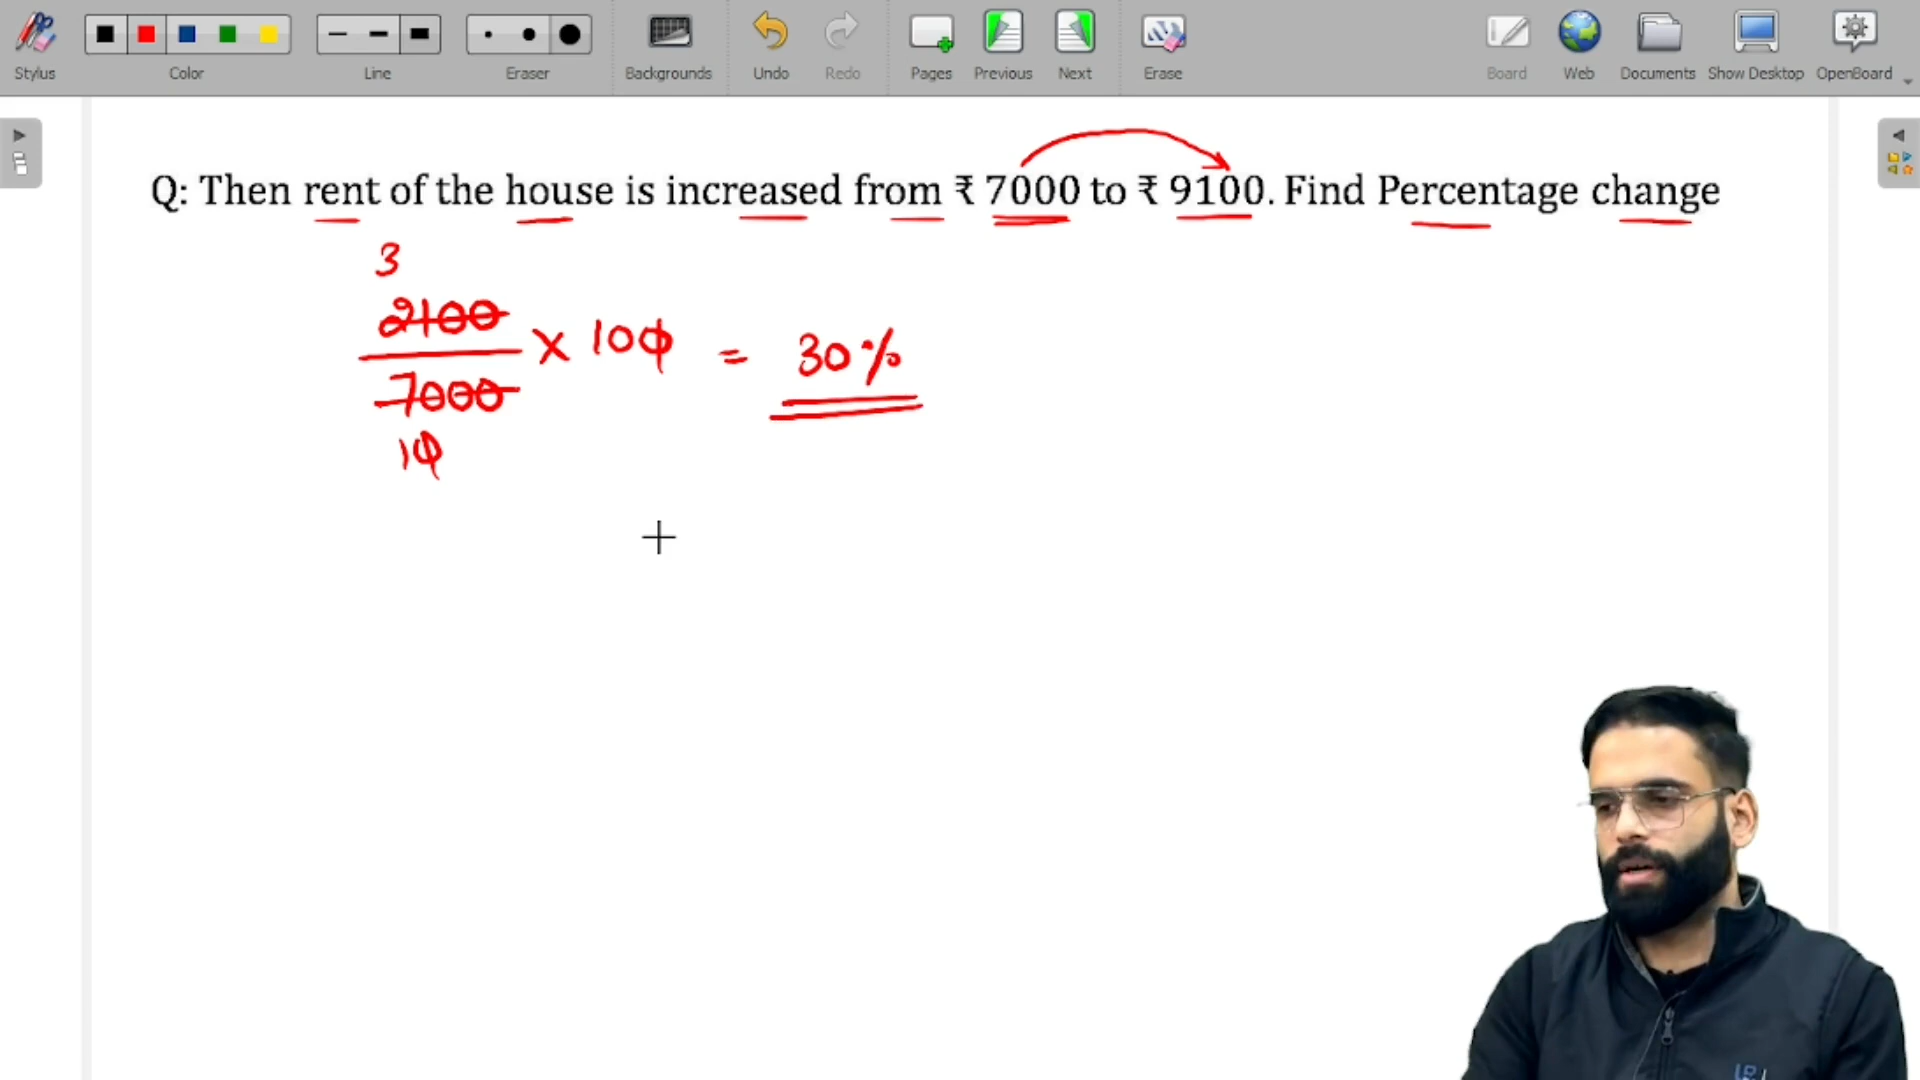 Stylus Color Line Eraser Backgrounds Undo Redo Pages Previous Next Erase Board Web Documents Show Desktop OpenBoard
Q: Then rent of the house is increased from ₹ 7000 to ₹ 9100. Find Percentage change
3
2100
7000
10
× 100 = 30%